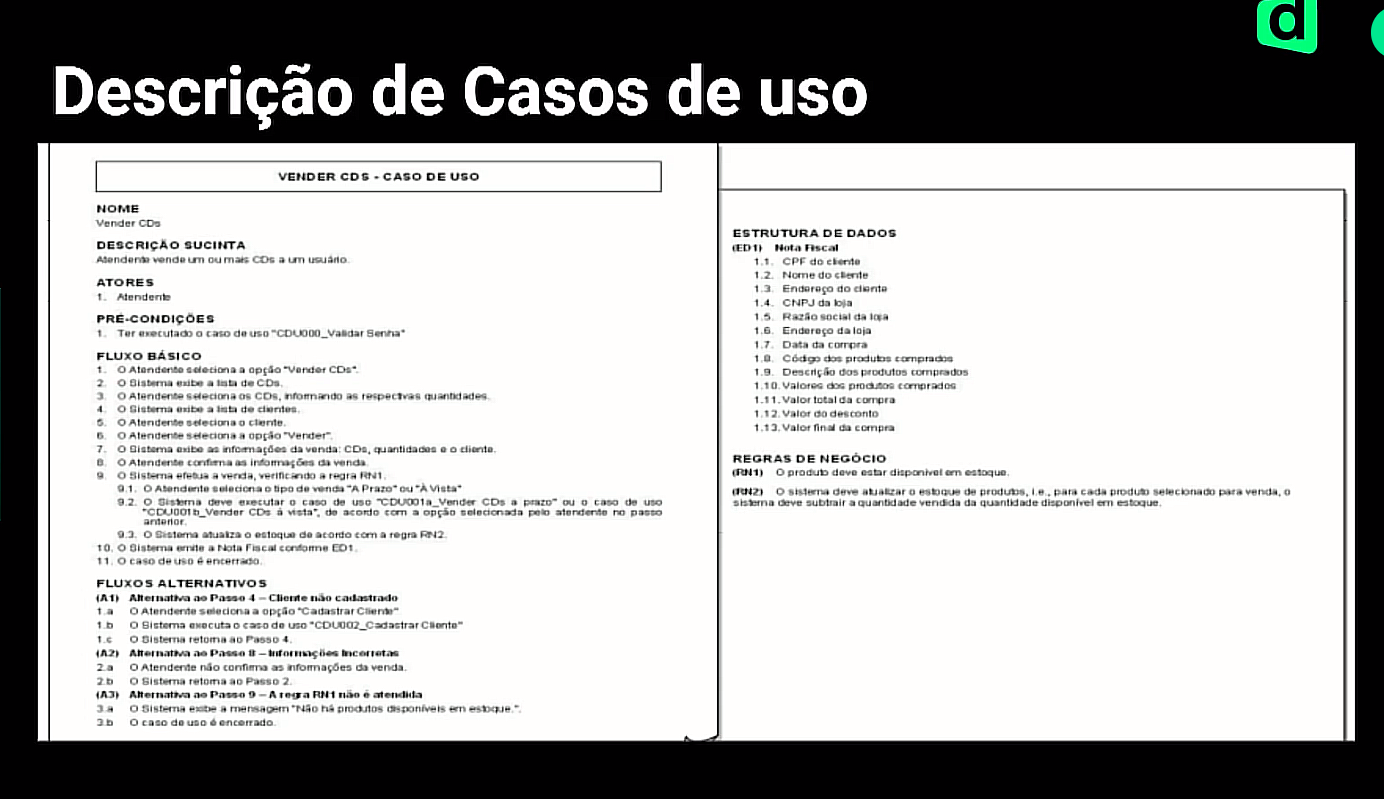 d
Descrição de Casos de uso
VENDER CDS - CASO DE USO
NOME
Vender CDs
DESCRIÇÃO SUCINTA
Atendente vende um ou mais CDs a um usuário.
ATORES
1. Atendente
PRÉ-CONDIÇÕES
1. Ter executado o caso de uso "CDU000_Validar Senha"
FLUXO BÁSICO
1. O Atendente seleciona a opção "Vender CDs".
2. O Sistema exibe a lista de CDs.
3. O Atendente seleciona os CDs, informando as respectivas quantidades.
4. O Sistema exibe a lista de clientes.
5. O Atendente seleciona o cliente.
6. O Atendente seleciona a opção "Vender".
7. O Sistema exibe as informações da venda: CDs, quantidades e o cliente.
8. O Atendente confirma as informações da venda.
9. O Sistema efetua a venda, verificando a regra RN1.
9.1. O Atendente seleciona o tipo de venda "A Prazo" ou "À Vista"
9.2. O Sistema deve executar o caso de uso "CDU001a_Vender CDs a prazo" ou o caso de uso
"CDU001b_Vender CDs à vista", de acordo com a opção selecionada pelo atendente no passo
anterior.
9.3. O Sistema atualiza o estoque de acordo com a regra RN2.
10. O Sistema emite a Nota Fiscal conforme ED1.
11. O caso de uso é encerrado.
FLUXOS ALTERNATIVOS
(A1) Alternativa ao Passo 4 – Cliente não cadastrado
1.a O Atendente seleciona a opção "Cadastrar Cliente"
1.b O Sistema executa o caso de uso "CDU002_Cadastrar Cliente"
1.c O Sistema retorna ao Passo 4.
(A2) Alternativa ao Passo 8 – Informações Incorretas
2.a O Atendente não confirma as informações da venda.
2.b O Sistema retorna ao Passo 2.
(A3) Alternativa ao Passo 9 – A regra RN1 não é atendida
3.a O Sistema exibe a mensagem "Não há produtos disponíveis em estoque.".
3.b O caso de uso é encerrado.
ESTRUTURA DE DADOS
(ED1) Nota Fiscal
1.1. CPF do cliente
1.2. Nome do cliente
1.3. Endereço do cliente
1.4. CNPJ da loja
1.5. Razão social da loja
1.6. Endereço da loja
1.7. Data da compra
1.8. Código dos produtos comprados
1.9. Descrição dos produtos comprados
1.10. Valores dos produtos comprados
1.11. Valor total da compra
1.12. Valor do desconto
1.13. Valor final da compra
REGRAS DE NEGÓCIO
(RN1) O produto deve estar disponível em estoque.
(RN2) O sistema deve atualizar o estoque de produtos, i.e., para cada produto selecionado para venda, o
sistema deve subtrair a quantidade vendida da quantidade disponível em estoque.